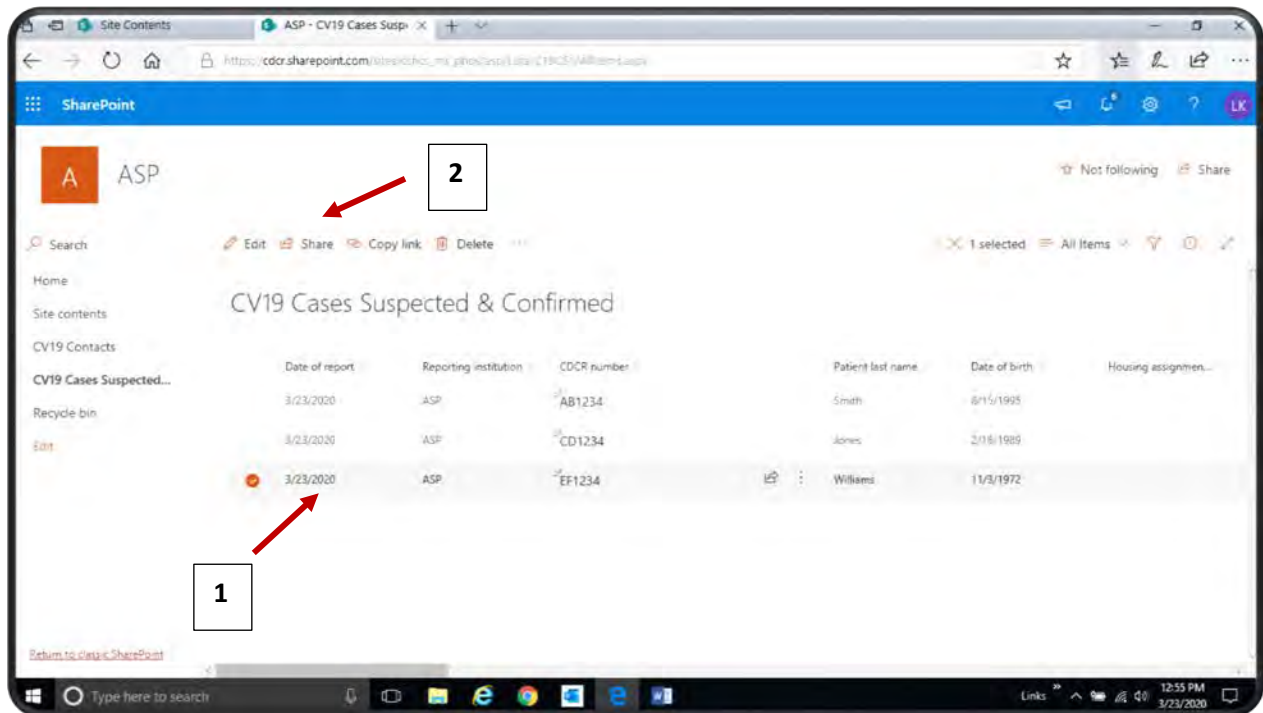 Site Contents ASP - CV19 Cases Susp
cdcr.sharepoint.com
SharePoint 6 ? LK
A ASP 2 Not following Share
Search Edit Share Copy link Delete ... 1 selected All Items
Home
CV19 Cases Suspected & Confirmed
Site contents
CV19 Contacts
Date of report Reporting institution CDCR number Patient last name Date of birth Housing assignmen...
CV19 Cases Suspected...
3/23/2020 ASP AB1234 Smith 8/15/1995
Recycle bin
3/23/2020 ASP CD1234 Jones
Edit
3/23/2020 ASP EF1234 Williams 11/3/1972
1
Return to classic SharePoint
Type here to search Links 12:55 PM
3/23/2020